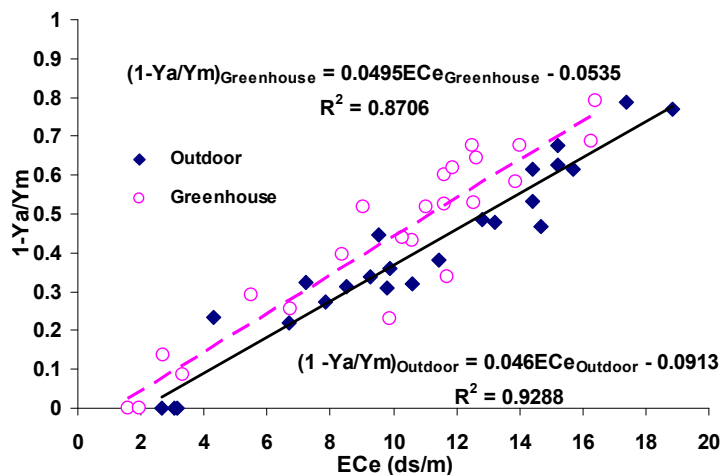 (1-Ya/Ym)Greenhouse = 0.0495ECeGreenhouse - 0.0535
R² = 0.8706
Outdoor
Greenhouse
(1 -Ya/Ym)Outdoor = 0.046ECeOutdoor - 0.0913
R² = 0.9288
1-Ya/Ym
1
0.9
0.8
0.7
0.6
0.5
0.4
0.3
0.2
0.1
0
0 2 4 6 8 10 12 14 16 18 20
ECe (ds/m)